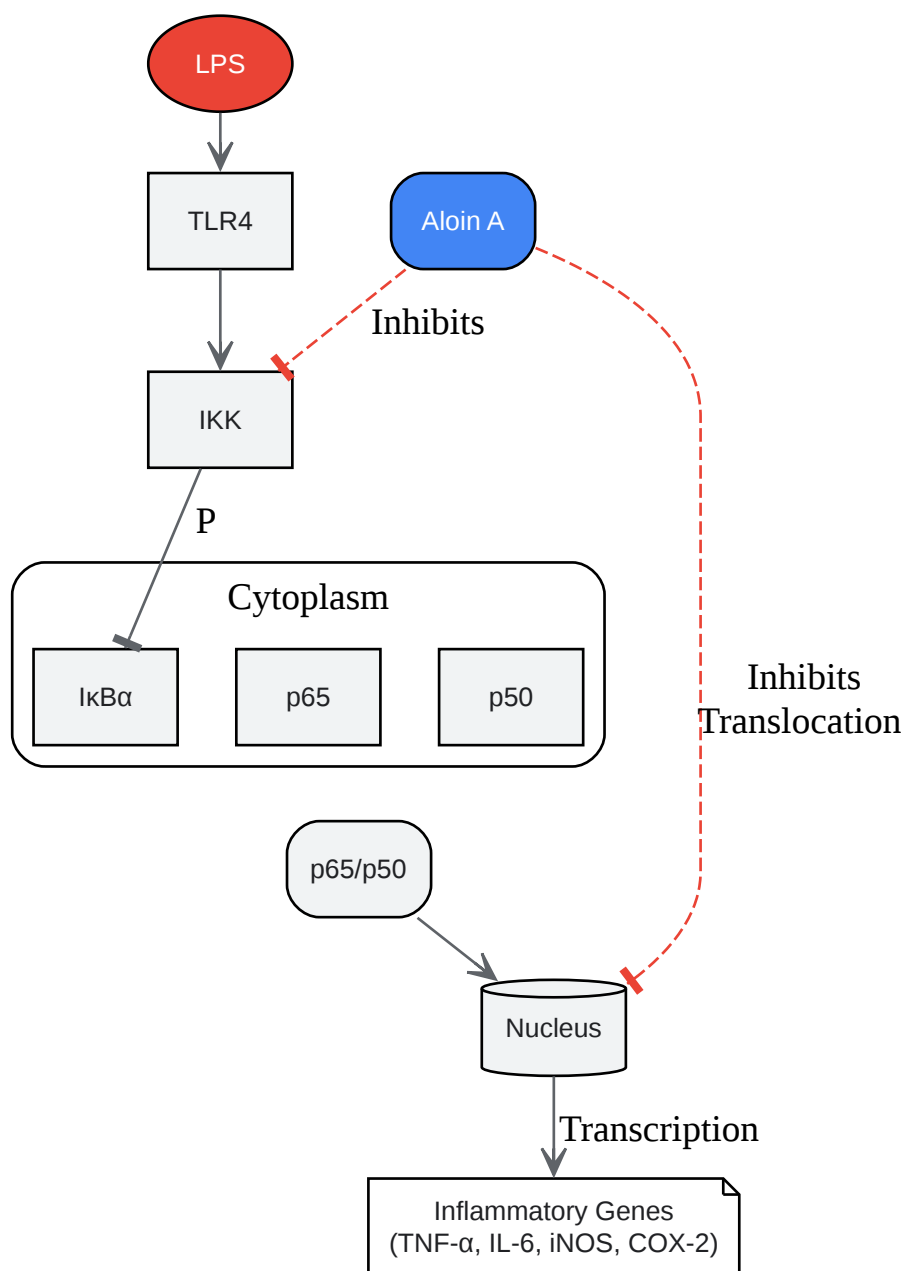 LPS
TLR4
Aloin A
Inhibits
IKK
P
Cytoplasm
IκBα
p65
p50
Inhibits
Translocation
p65/p50
Nucleus
Transcription
Inflammatory Genes
(TNF-α, IL-6, iNOS, COX-2)